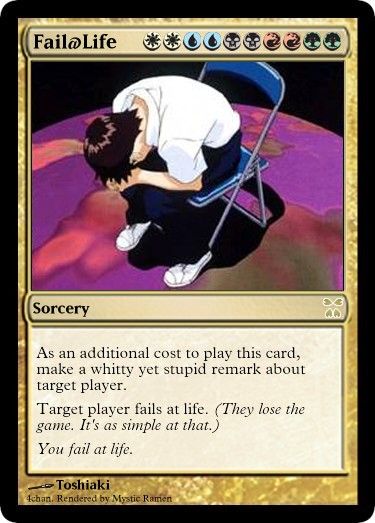 Fail@Life
Sorcery
As an additional cost to play this card,
make a whitty yet stupid remark about
target player.
Target player fails at life. (They lose the
game. It's as simple at that.)
You fail at life.
Toshiaki
4chan. Rendered by Mystic Ramen